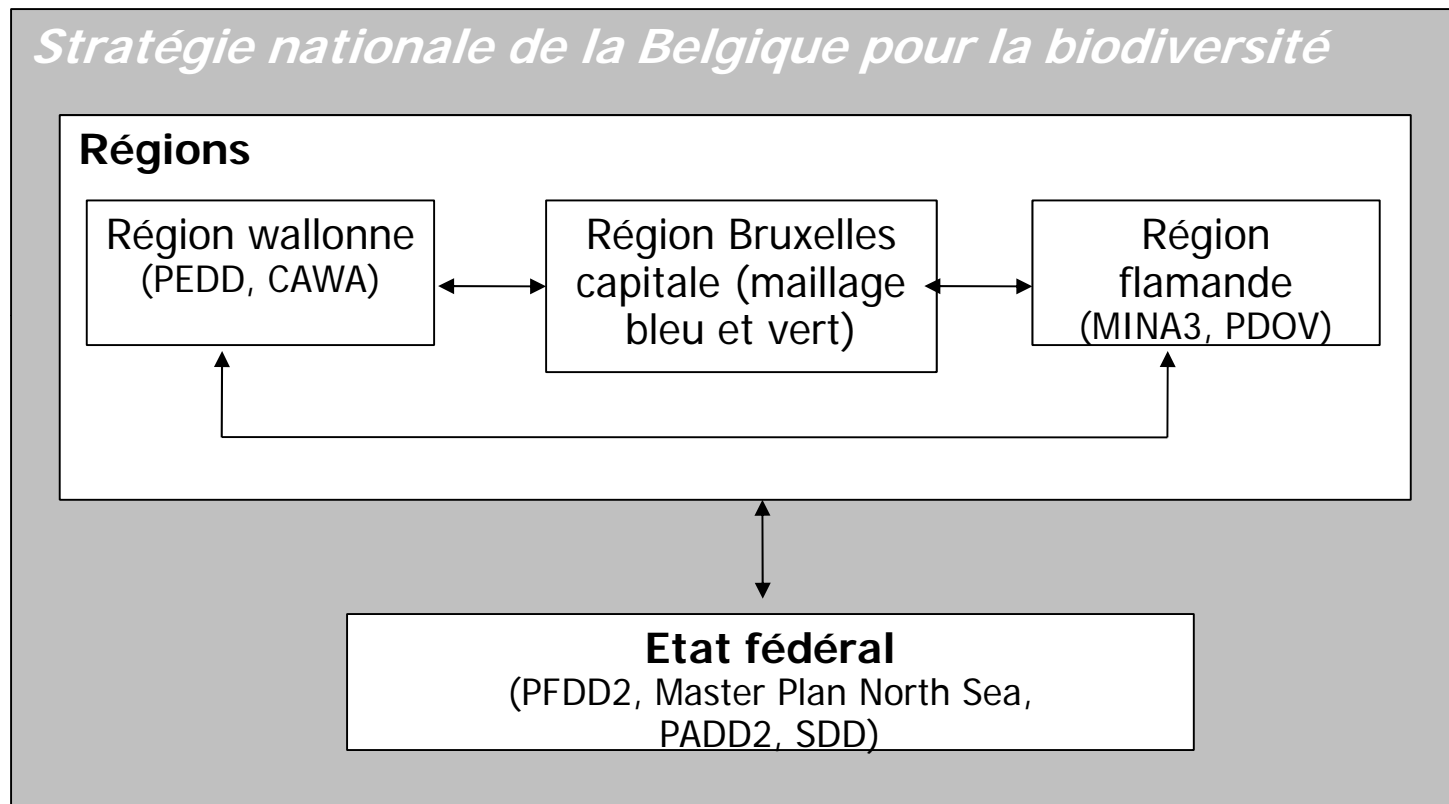 Stratégie nationale de la Belgique pour la biodiversité
Régions
Région wallonne
(PEDD, CAWA)
Région Bruxelles
capitale (maillage
bleu et vert)
Région
flamande
(MINA3, PDOV)
Etat fédéral
(PFDD2, Master Plan North Sea,
PADD2, SDD)